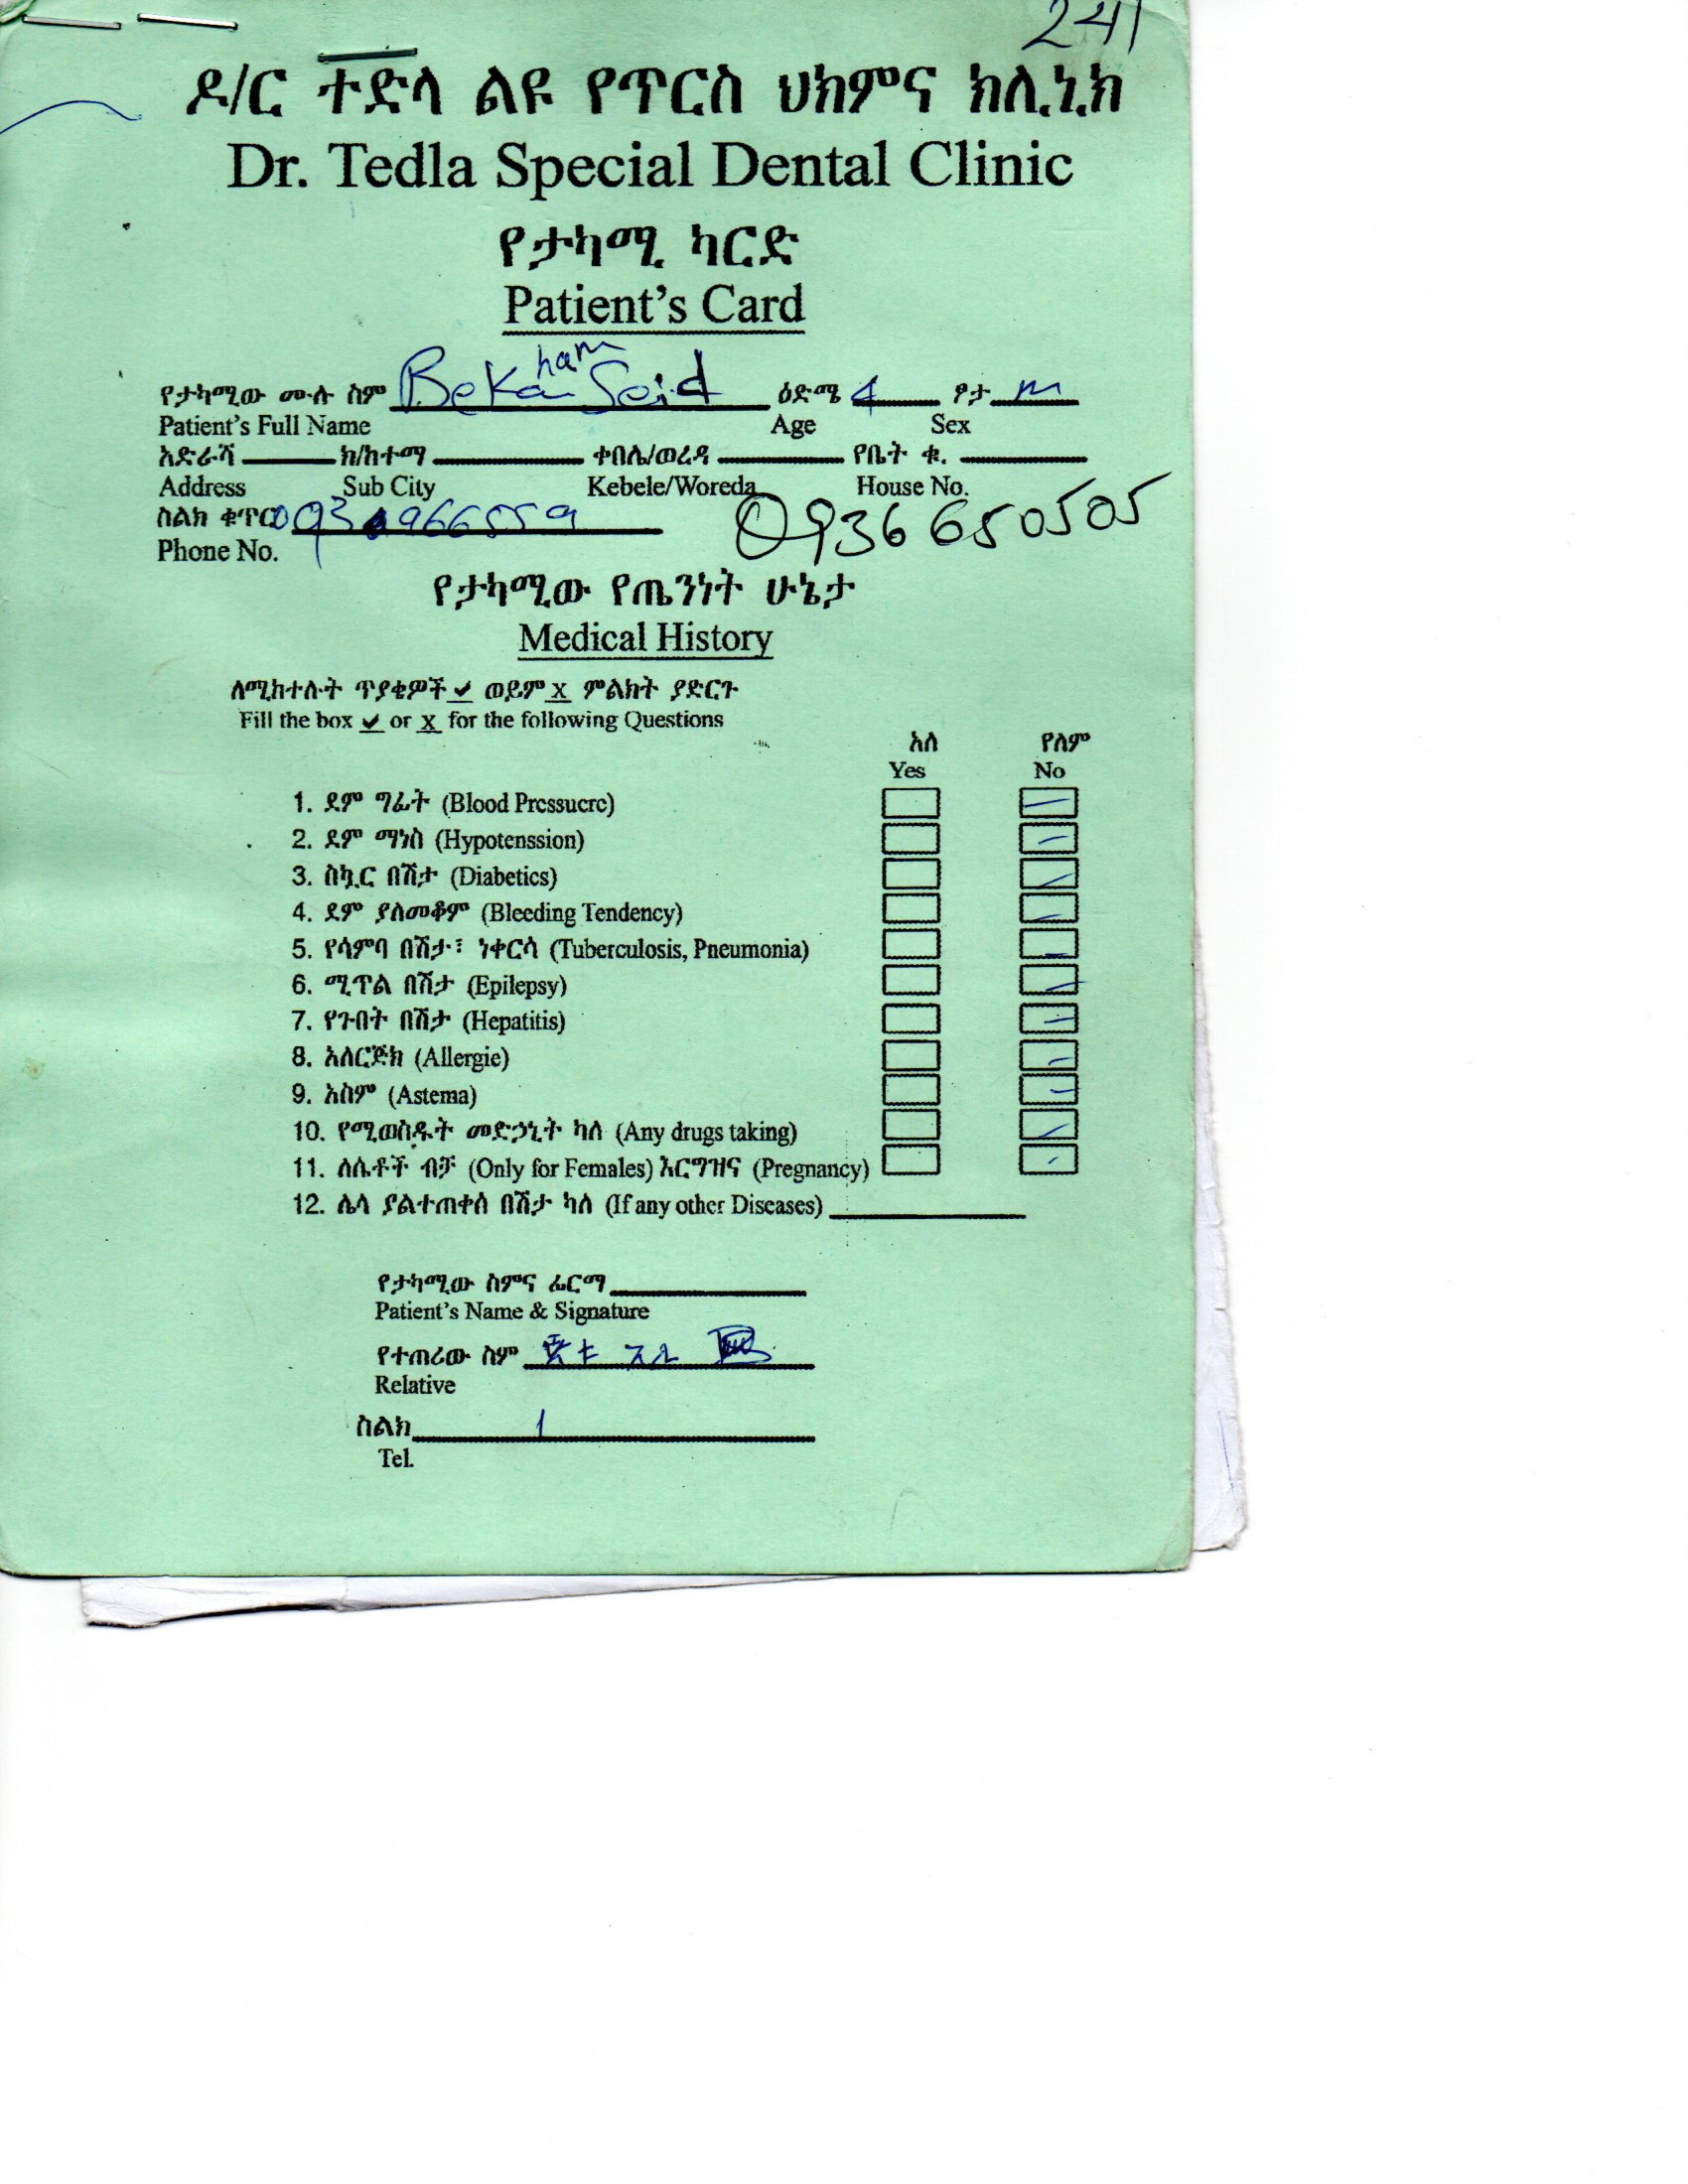 241
ዶ/ር ተድላ ልዩ የጥርስ ህክምና ክሊኒክ
Dr. Tedla Special Dental Clinic
የታካሚ ካርድ
Patient's Card
የታካሚው ሙሉ ስም Bekaham Seid ዕድሜ 4 ፆታ m
Patient's Full Name Age Sex
አድራሻ ክ/ከተማ ቀበሌ/ወረዳ የቤት ቁ.
Address Sub City Kebele/Woreda House No.
ስልክ ቁጥር 0936650505
Phone No.
የታካሚው የጤንነት ሁኔታ
Medical History
ለሚከተሉት ጥያቄዎች ✔ ወይም X ምልክት ያድርጉ
Fill the box ✔ or X for the following Questions
አለ የለም
Yes No
1. ደም ግፊት (Blood Pressucre)
2. ደም ማነስ (Hypotenssion)
3. ስኳር በሽታ (Diabetics)
4. ደም ያለመቆም (Bleeding Tendency)
5. የሳምባ በሽታ፣ ነቀርሳ (Tuberculosis, Pneumonia)
6. ሚጥል በሽታ (Epilepsy)
7. የጉበት በሽታ (Hepatitis)
8. አለርጅክ (Allergie)
9. አስም (Astema)
10. የሚወስዱት መድኃኒት ካለ (Any drugs taking)
11. ለሴቶች ብቻ (Only for Females) እርግዝና (Pregnancy)
12. ሌላ ያልተጠቀሰ በሽታ ካለ (If any other Diseases)
የታካሚው ስምና ፊርማ
Patient's Name & Signature
የተጠሪው ስም
Relative
ስልክ
Tel.